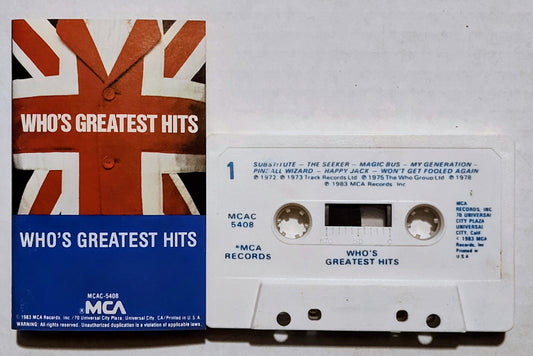 WHO'S GREATEST HITS
WHO'S GREATEST HITS
MCAC-5408
MCA
© 1983 MCA Records Inc. / 70 Universal City Plaza, Universal City, CA / Printed in U.S.A.
WARNING: All rights reserved. Unauthorized duplication is a violation of applicable laws.
1
SUBSTITUTE – THE SEEKER – MAGIC BUS – MY GENERATION –
PINBALL WIZARD – HAPPY JACK – WON'T GET FOOLED AGAIN
℗ 1972 ℗ 1973 Track Records Ltd ℗ 1975 The Who Group Ltd ℗ 1978
℗ 1983 MCA Records Inc
MCAC
5408
*MCA
RECORDS
WHO'S
GREATEST HITS
MCA
RECORDS, INC
70 UNIVERSAL
CITY PLAZA
UNIVERSAL
CITY, Calif
© 1983 MCA
Records, Inc
Printed in
U.S.A